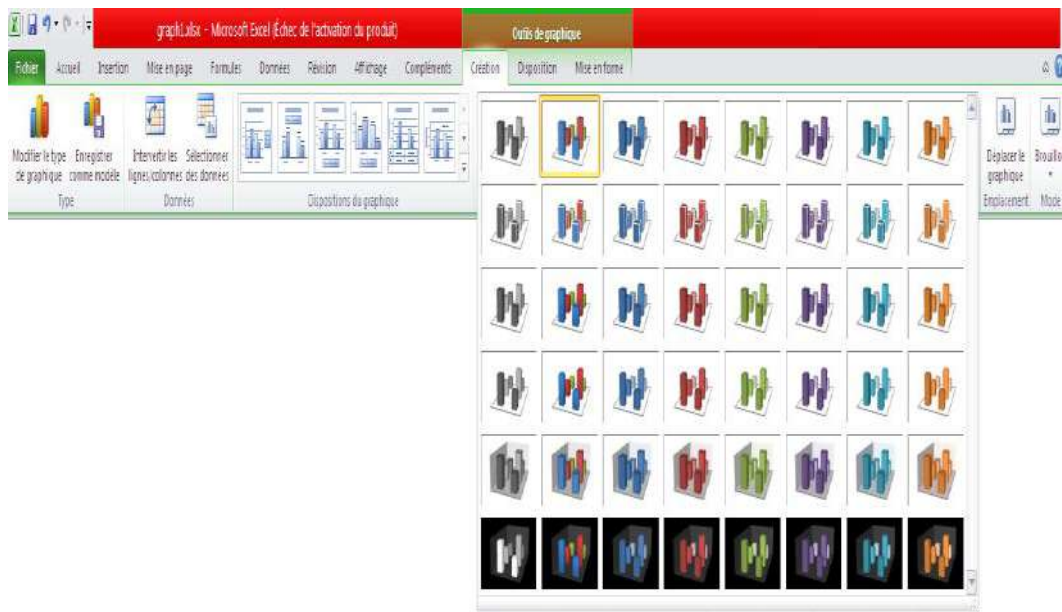 graph1.xlsx - Microsoft Excel (Échec de l'activation du produit)
Outils de graphique
Fichier Accueil Insertion Mise en page Formules Données Révision Affichage Compléments Création Disposition Mise en forme
Modifier le type de graphique
Enregistrer comme modèle
Intervertir les lignes/colonnes
Sélectionner des données
Déplacer le graphique
Brouillo
Type
Données
Dispositions du graphique
Emplacement
Mode